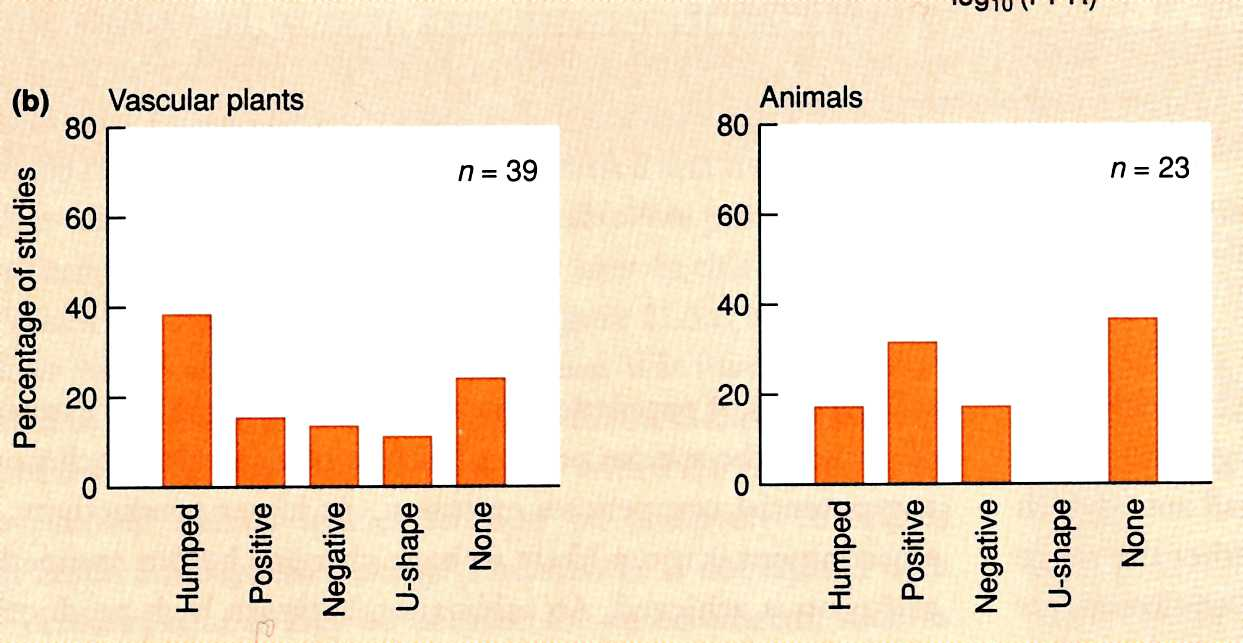 (b) Vascular plants
Percentage of studies
80
60
40
20
0
n = 39
Humped
Positive
Negative
U-shape
None
Animals
80
60
40
20
0
n = 23
Humped
Positive
Negative
U-shape
None